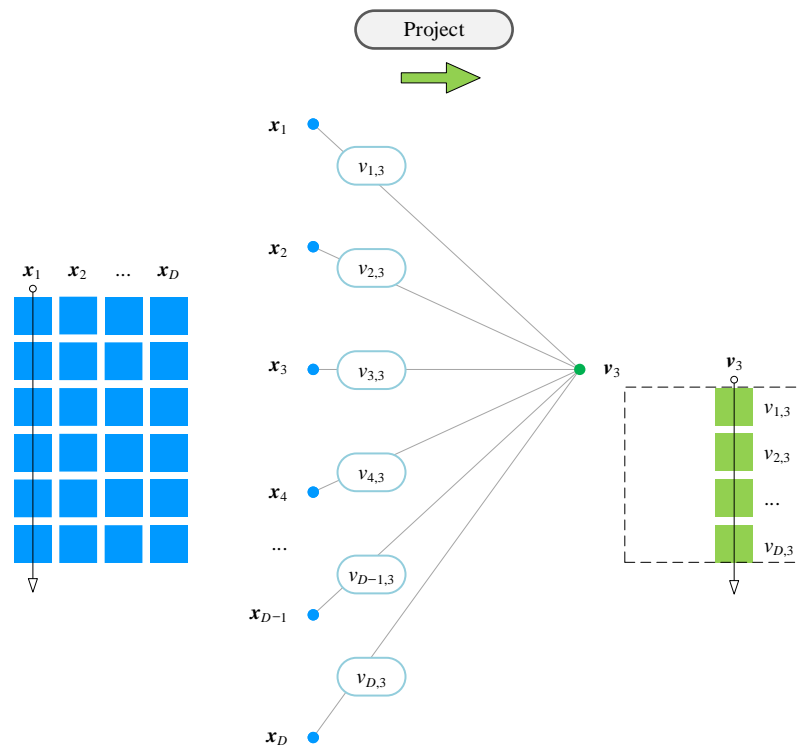 Project
x1
v1,3
x2
v2,3
x1 x2 ... xD
x3
v3,3
v3
v3
v1,3
v2,3
...
vD,3
v4,3
x4
...
vD−1,3
xD−1
vD,3
xD